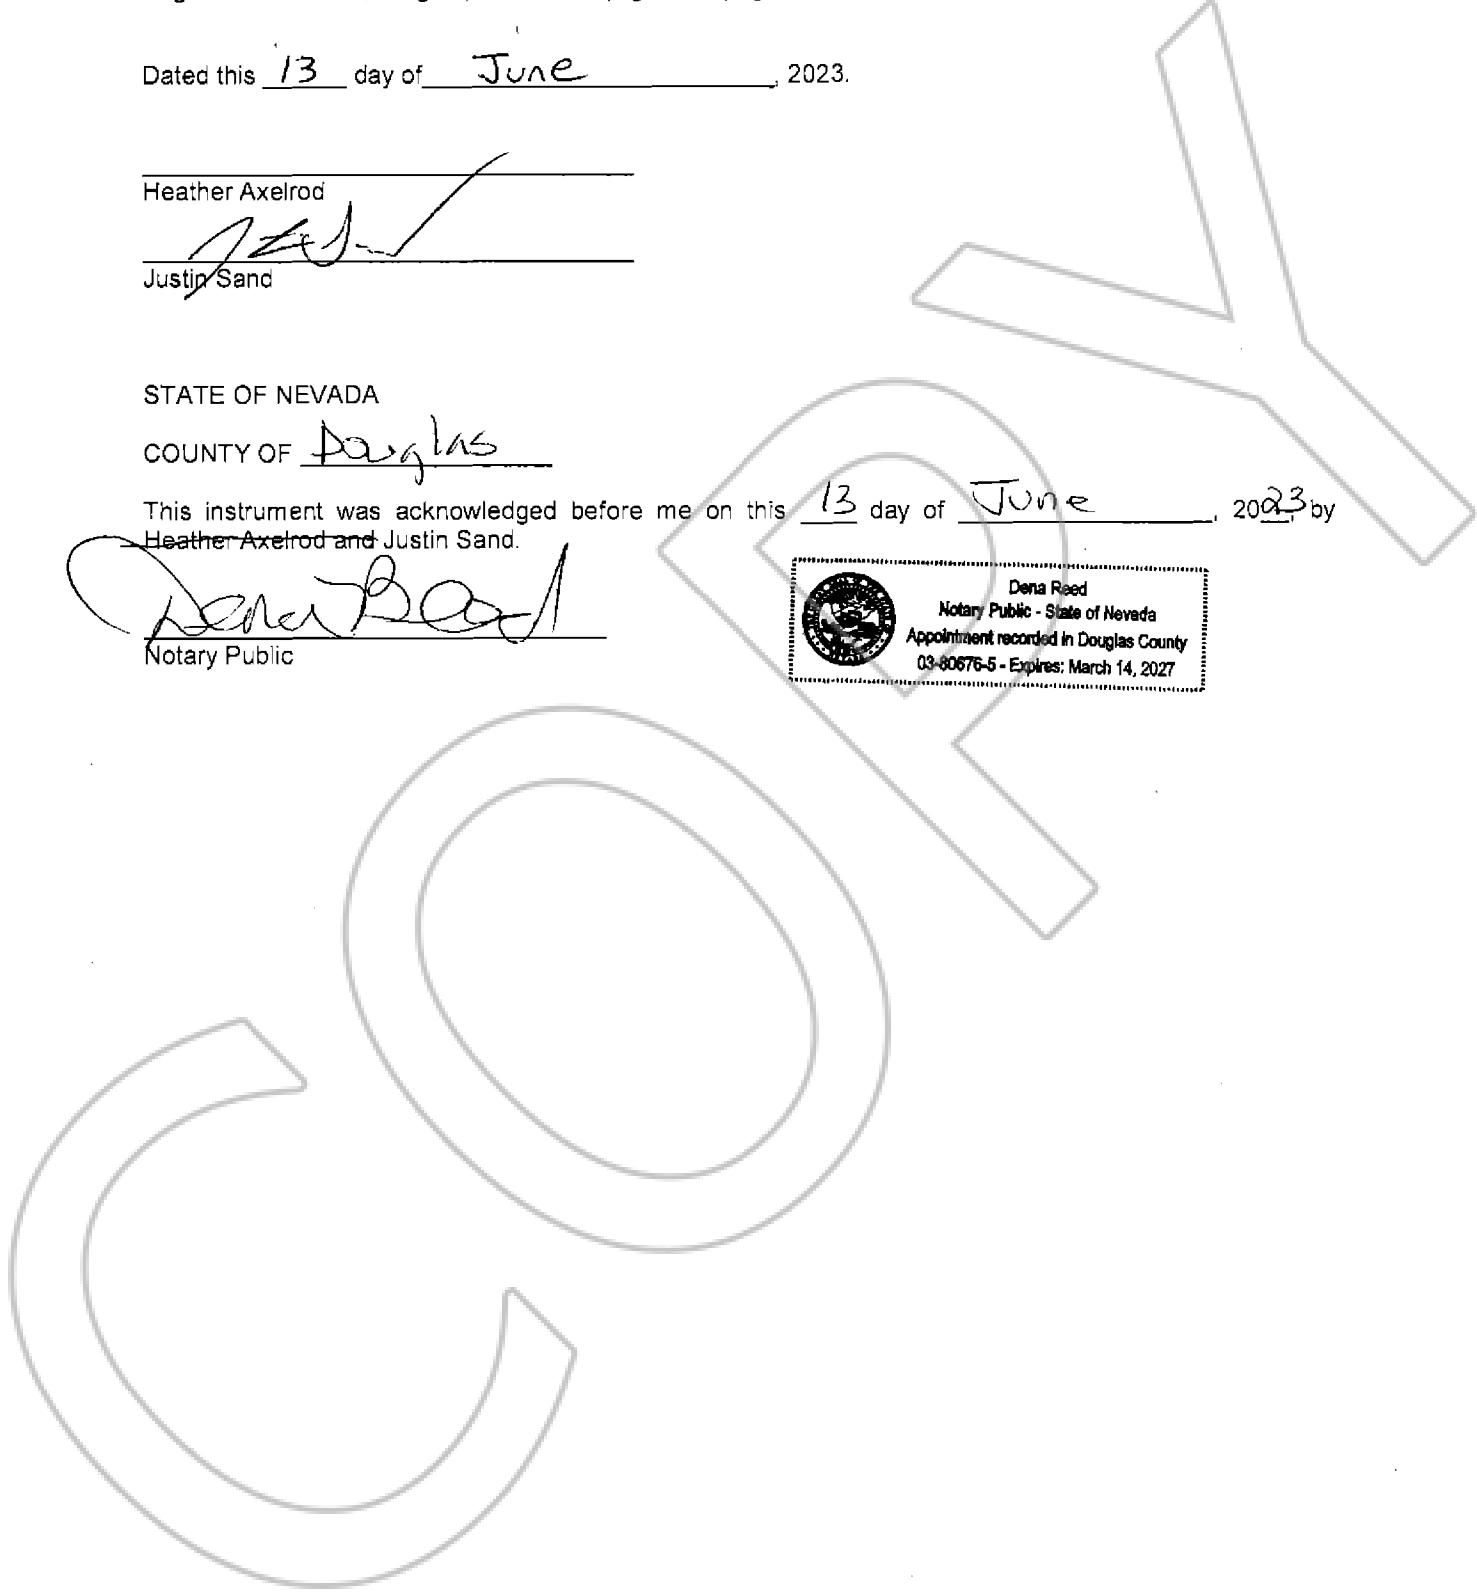 Dated this 13 day of June, 2023.
Heather Axelrod
Justin Sand
STATE OF NEVADA
COUNTY OF Douglas
This instrument was acknowledged before me on this 13 day of June, 2023 by
Heather Axelrod and Justin Sand.
Dena Reed
Notary Public
Dena Reed
Notary Public - State of Nevada
Appointment recorded in Douglas County
03-80676-5 - Expires: March 14, 2027
COPY